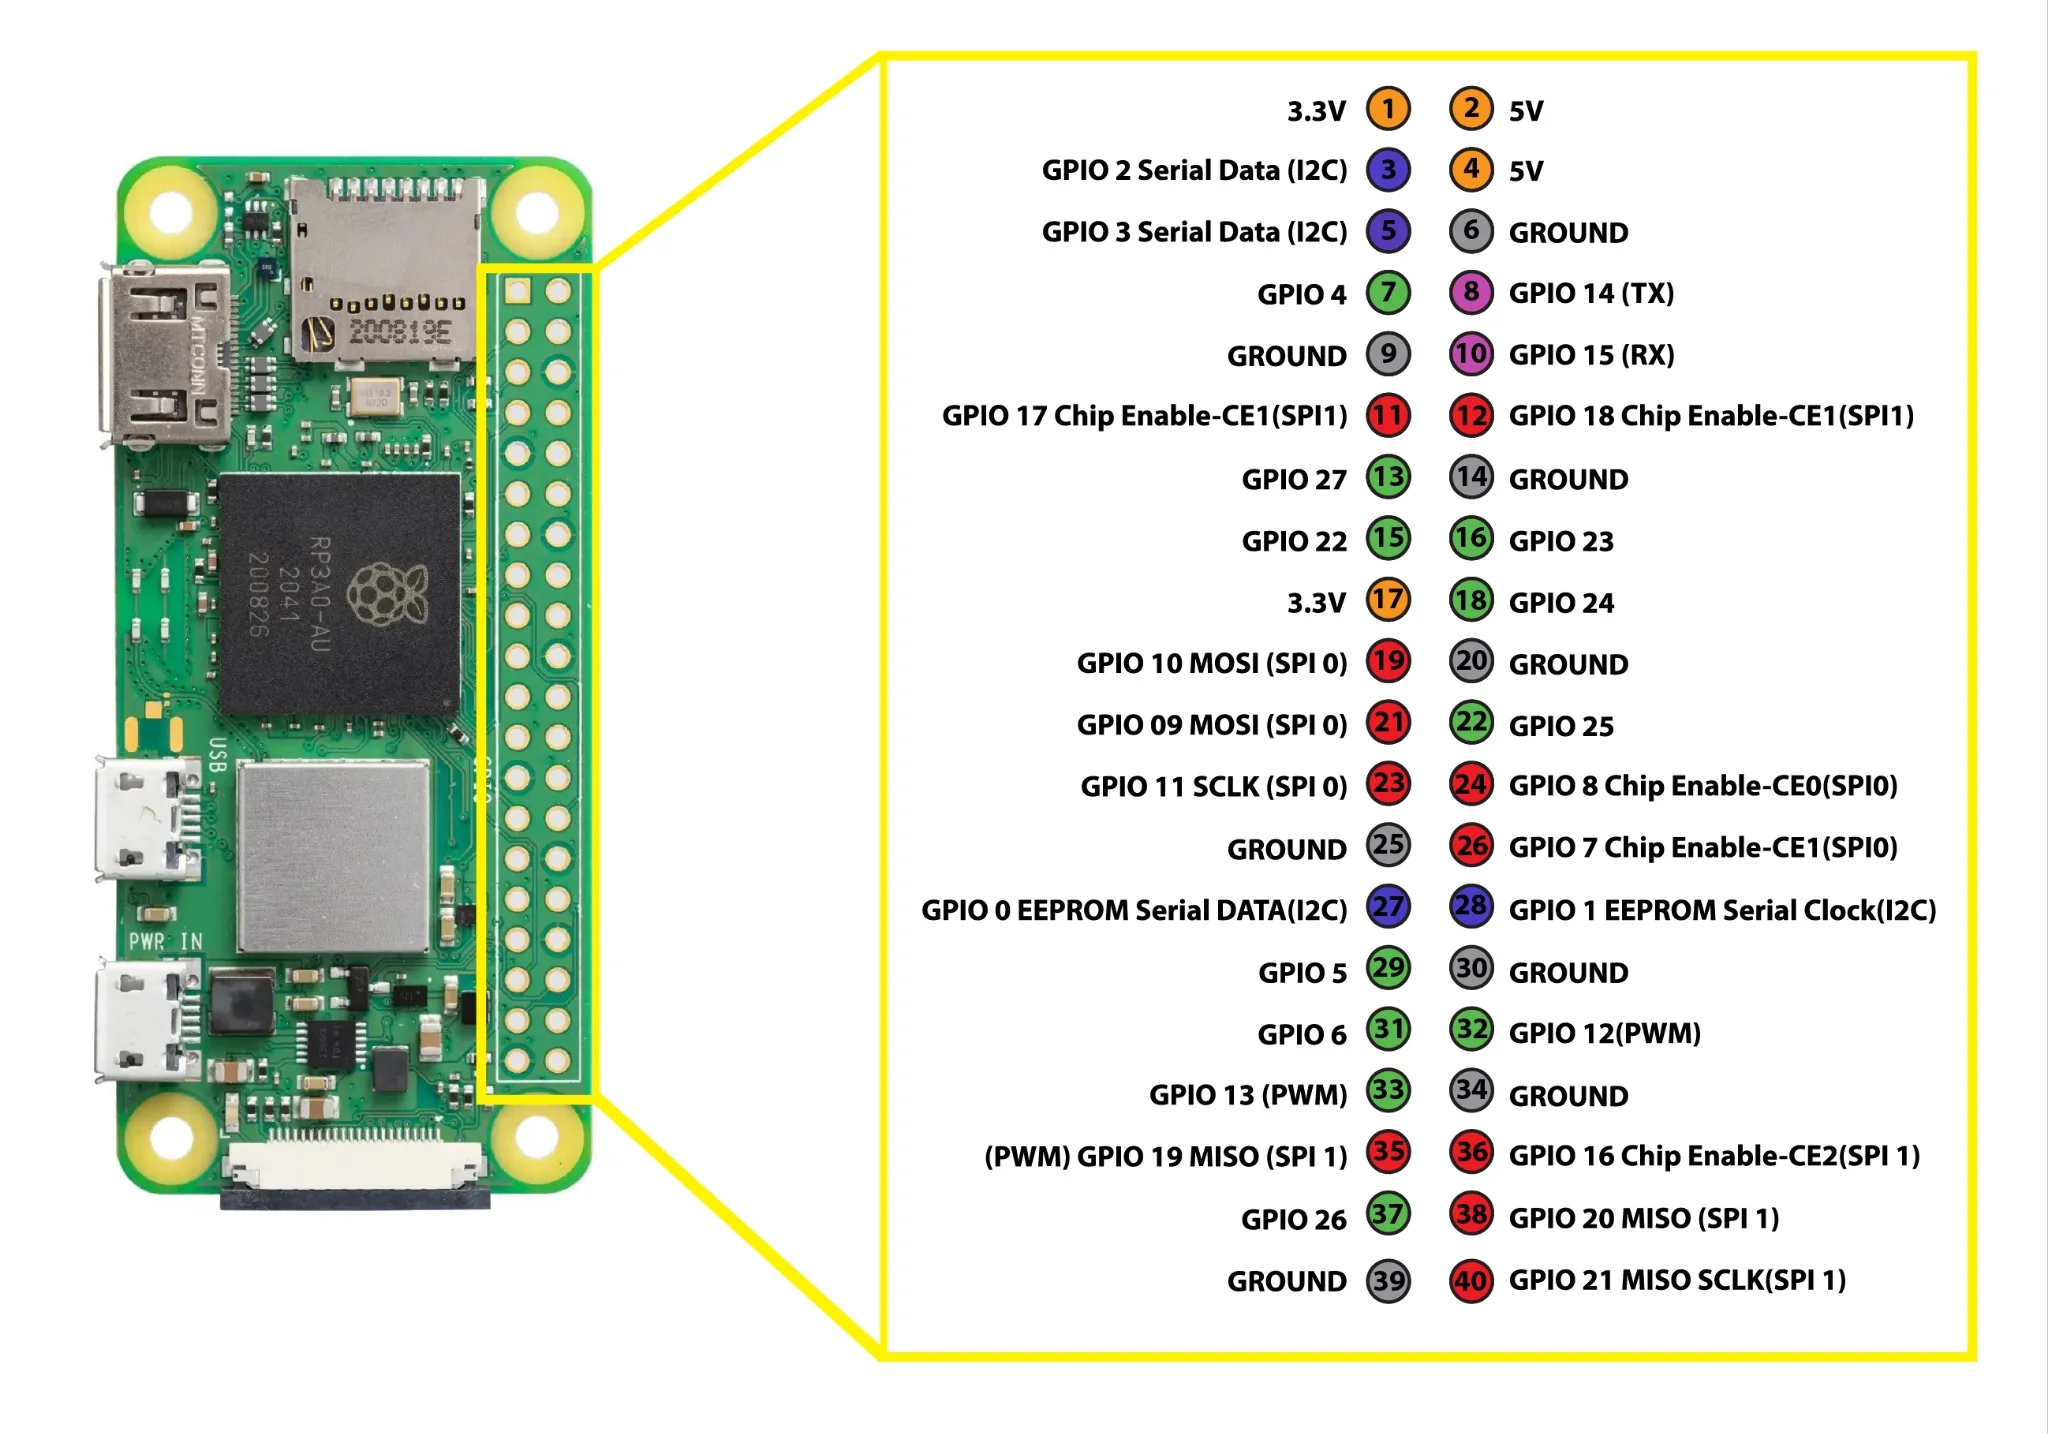 3.3V 1 2 5V
GPIO 2 Serial Data (I2C) 3 4 5V
GPIO 3 Serial Data (I2C) 5 6 GROUND
GPIO 4 7 8 GPIO 14 (TX)
GROUND 9 10 GPIO 15 (RX)
GPIO 17 Chip Enable-CE1(SPI1) 11 12 GPIO 18 Chip Enable-CE1(SPI1)
GPIO 27 13 14 GROUND
GPIO 22 15 16 GPIO 23
3.3V 17 18 GPIO 24
GPIO 10 MOSI (SPI 0) 19 20 GROUND
GPIO 09 MOSI (SPI 0) 21 22 GPIO 25
GPIO 11 SCLK (SPI 0) 23 24 GPIO 8 Chip Enable-CE0(SPI0)
GROUND 25 26 GPIO 7 Chip Enable-CE1(SPI0)
GPIO 0 EEPROM Serial DATA(I2C) 27 28 GPIO 1 EEPROM Serial Clock(I2C)
GPIO 5 29 30 GROUND
GPIO 6 31 32 GPIO 12(PWM)
GPIO 13 (PWM) 33 34 GROUND
(PWM) GPIO 19 MISO (SPI 1) 35 36 GPIO 16 Chip Enable-CE2(SPI 1)
GPIO 26 37 38 GPIO 20 MISO (SPI 1)
GROUND 39 40 GPIO 21 MISO SCLK(SPI 1)
200819E
MTCONN
RP3A0-AU
2041
200826
USB
PWR IN